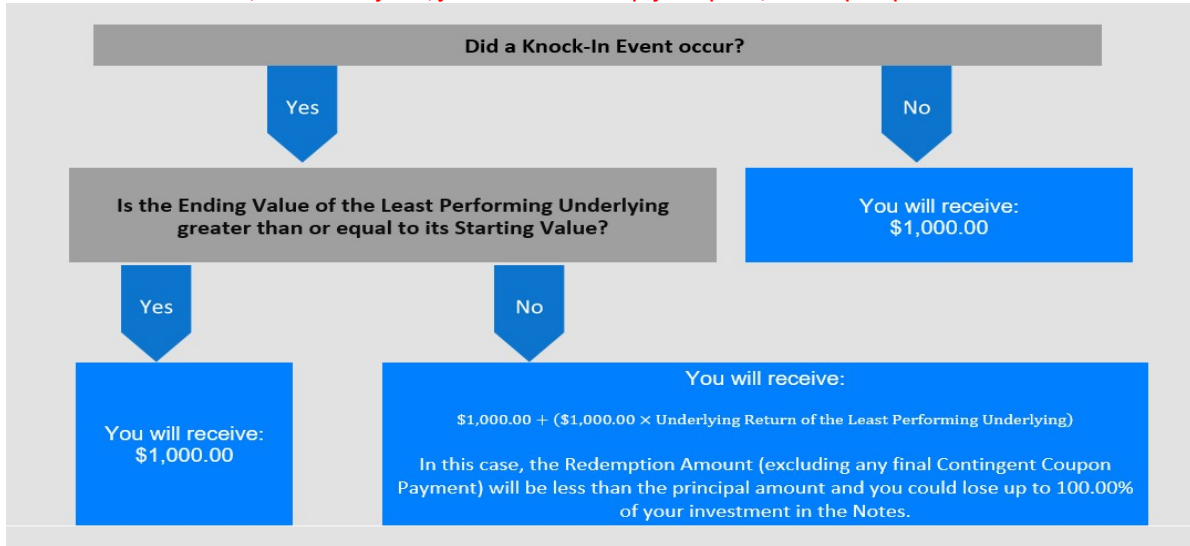 Did a Knock-In Event occur?
Yes
No
Is the Ending Value of the Least Performing Underlying
greater than or equal to its Starting Value?
You will receive:
$1,000.00
Yes
No
You will receive:
$1,000.00
You will receive:
$1,000.00 + ($1,000.00 × Underlying Return of the Least Performing Underlying)
In this case, the Redemption Amount (excluding any final Contingent Coupon
Payment) will be less than the principal amount and you could lose up to 100.00%
of your investment in the Notes.